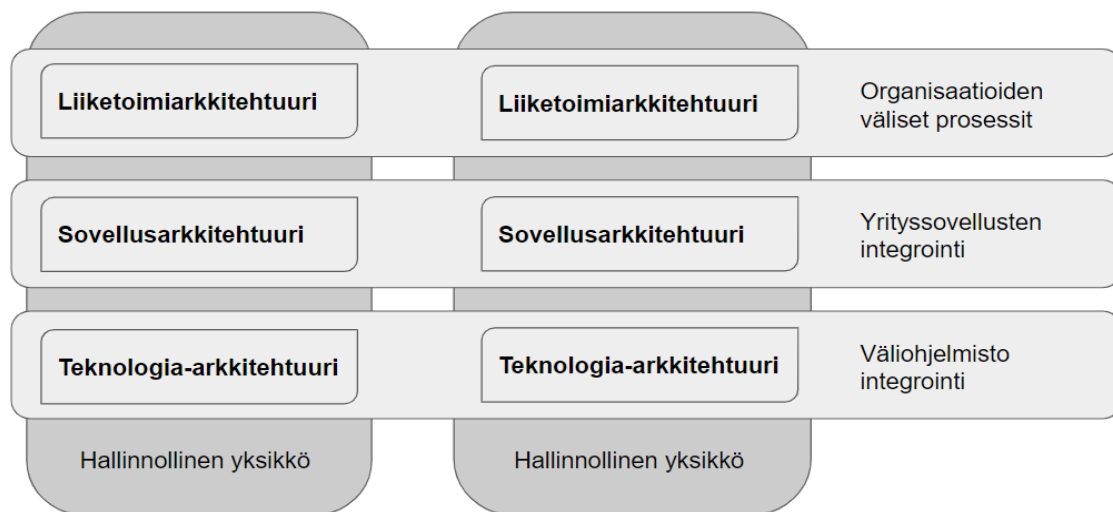 Liiketoimiarkkitehtuuri
Liiketoimiarkkitehtuuri
Organisaatioiden
väliset prosessit
Sovellusarkkitehtuuri
Sovellusarkkitehtuuri
Yrityssovellusten
integrointi
Teknologia-arkkitehtuuri
Teknologia-arkkitehtuuri
Väliohjelmisto
integrointi
Hallinnollinen yksikkö
Hallinnollinen yksikkö